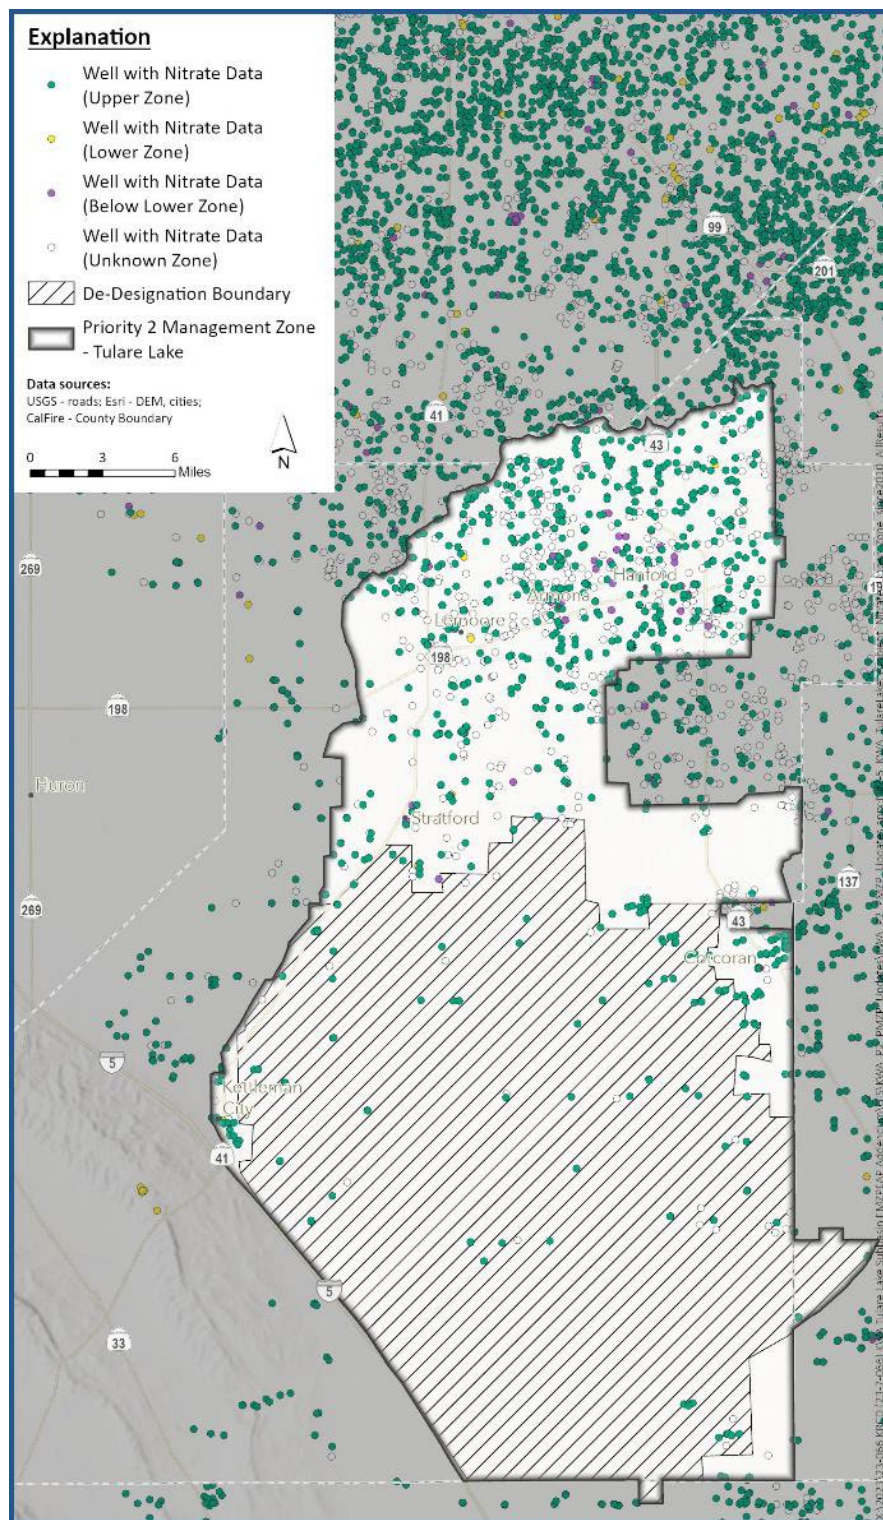 Explanation
Well with Nitrate Data
(Upper Zone)
Well with Nitrate Data
(Lower Zone)
Well with Nitrate Data
(Below Lower Zone)
Well with Nitrate Data
(Unknown Zone)
De-Designation Boundary
Priority 2 Management Zone
- Tulare Lake
Data sources:
USGS - roads; Esri - DEM, cities;
CalFire - County Boundary
N
0 3 6
Miles
99
201
41
43
269
Hanford
Armona
Lemoore
198
198
Huron
Stratford
137
269
43
Corcoran
5
Kettleman
City
41
5
33